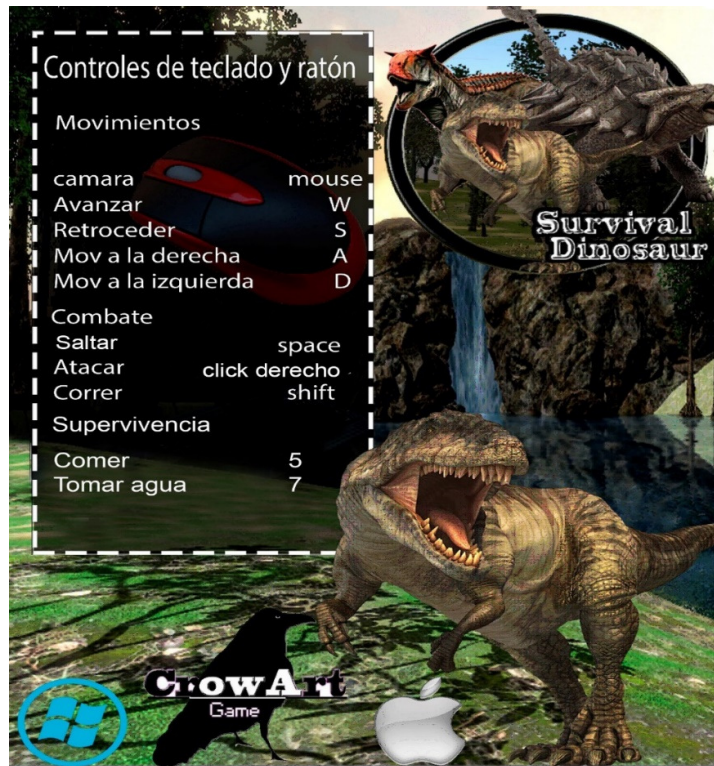 Controles de teclado y ratón
Movimientos
camara mouse
Avanzar W
Retroceder S
Mov a la derecha A
Mov a la izquierda D
Combate
Saltar space
Atacar click derecho
Correr shift
Supervivencia
Comer 5
Tomar agua 7
Survival
Dinosaur
CrowArt
Game